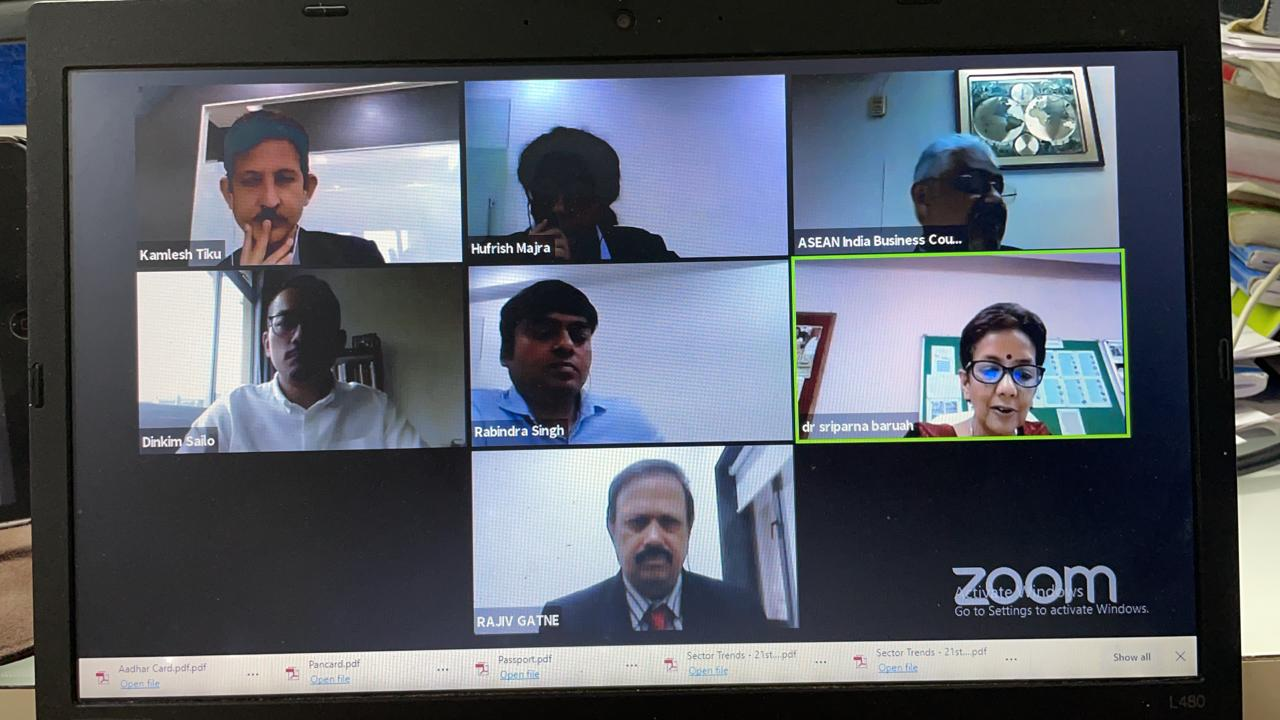 Kamlesh Tiku
Hufrish Majra
ASEAN India Business Cou...
Dinkim Sailo
Rabindra Singh
dr sriparna baruah
RAJIV GATNE
zoom
Activate Windows
Go to Settings to activate Windows.
Aadhar Card.pdf.pdf
Open file
Pancard.pdf
Open file
Passport.pdf
Open file
Sector Trends - 21st....pdf
Open file
Sector Trends - 21st....pdf
Open file
Show all
L480